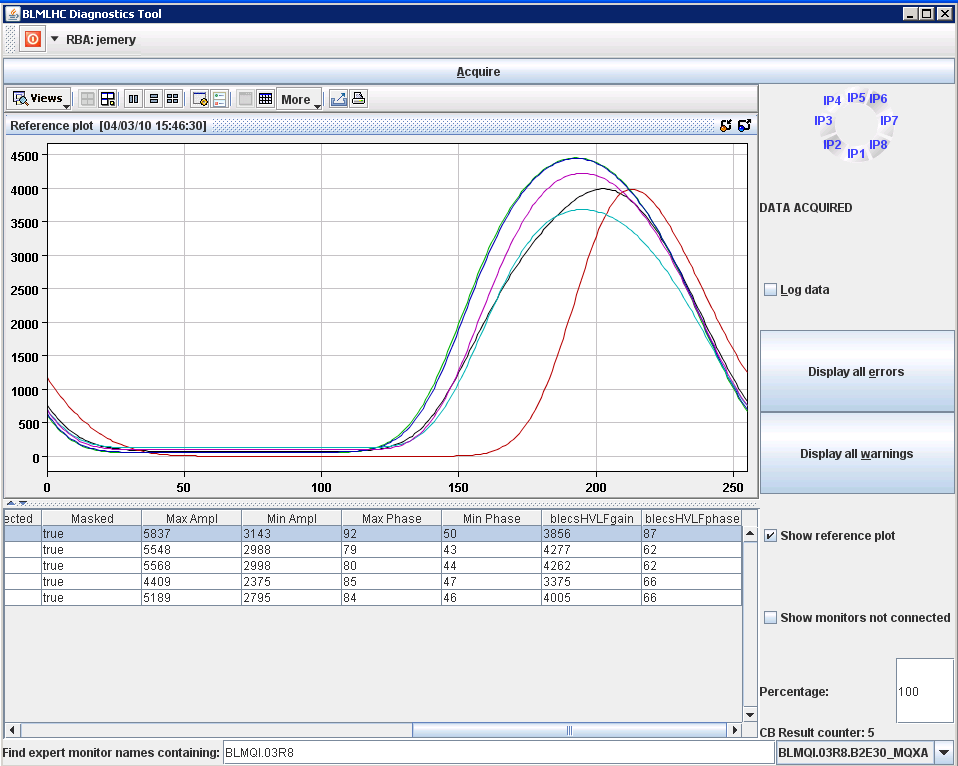 BLMLHC Diagnostics Tool
RBA: jemery
Acquire
Views
More
Reference plot [04/03/10 15:46:30]
4500
4000
3500
3000
2500
2000
1500
1000
500
0
0 50 100 150 200 250
IP4 IP5 IP6
IP3 IP7
IP2 IP1 IP8
DATA ACQUIRED
Log data
Display all errors
Display all warnings
ected Masked Max Ampl Min Ampl Max Phase Min Phase blecsHVLFgain blecsHVLFphase
true 5837 3143 92 50 3856 87
true 5548 2988 79 43 4277 62
true 5568 2998 80 44 4262 62
true 4409 2375 85 47 3375 66
true 5189 2795 84 46 4005 66
Show reference plot
Show monitors not connected
Percentage: 100
CB Result counter: 5
Find expert monitor names containing: BLMQI.03R8 BLMQI.03R8.B2E30_MQXA